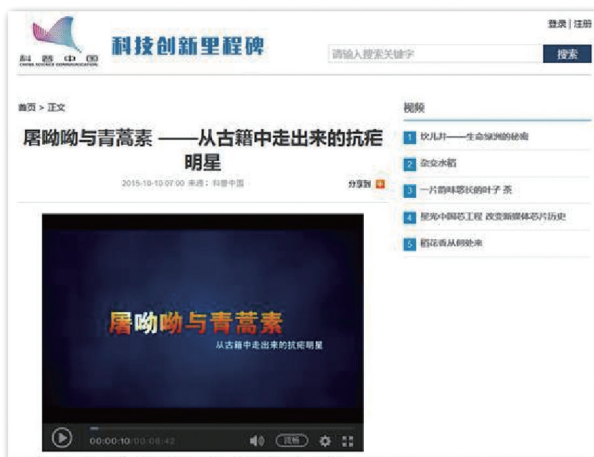 登录 | 注册
科普中国
CHINA SCIENCE COMMUNICATION
科技创新里程碑
请输入搜索关键字
搜索
首页 > 正文
屠呦呦与青蒿素 ——从古籍中走出来的抗疟
明星
2015-10-10 07:00 来源：科普中国
分享到
屠呦呦与青蒿素
从古籍中走出来的抗疟明星
00:00:10/00:08:42
流畅
视频
1 坎儿井——生命绿洲的秘密
2 杂交水稻
3 一片韵味悠长的叶子 茶
4 星光中国芯工程 改变新媒体芯片历史
5 稻花香从何处来